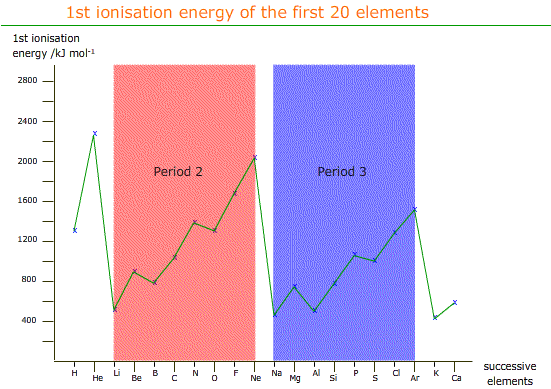 1st ionisation energy of the first 20 elements
1st ionisation
energy /kJ mol-1
2800
2400
2000
1600
1200
800
400
Period 2
Period 3
H He Li Be B C N O F Ne Na Mg Al Si P S Cl Ar K Ca
successive
elements